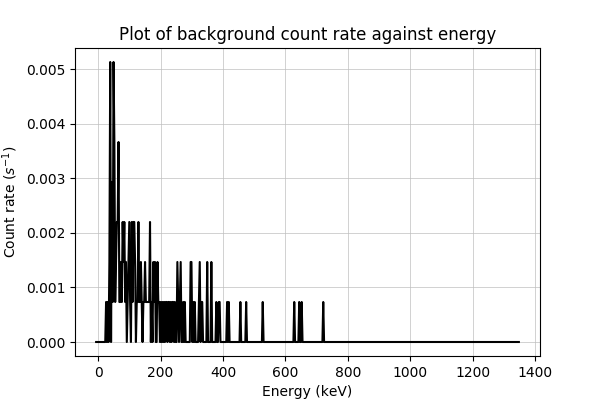 Plot of background count rate against energy
Count rate (s⁻¹)
0.005
0.004
0.003
0.002
0.001
0.000
0 200 400 600 800 1000 1200 1400
Energy (keV)